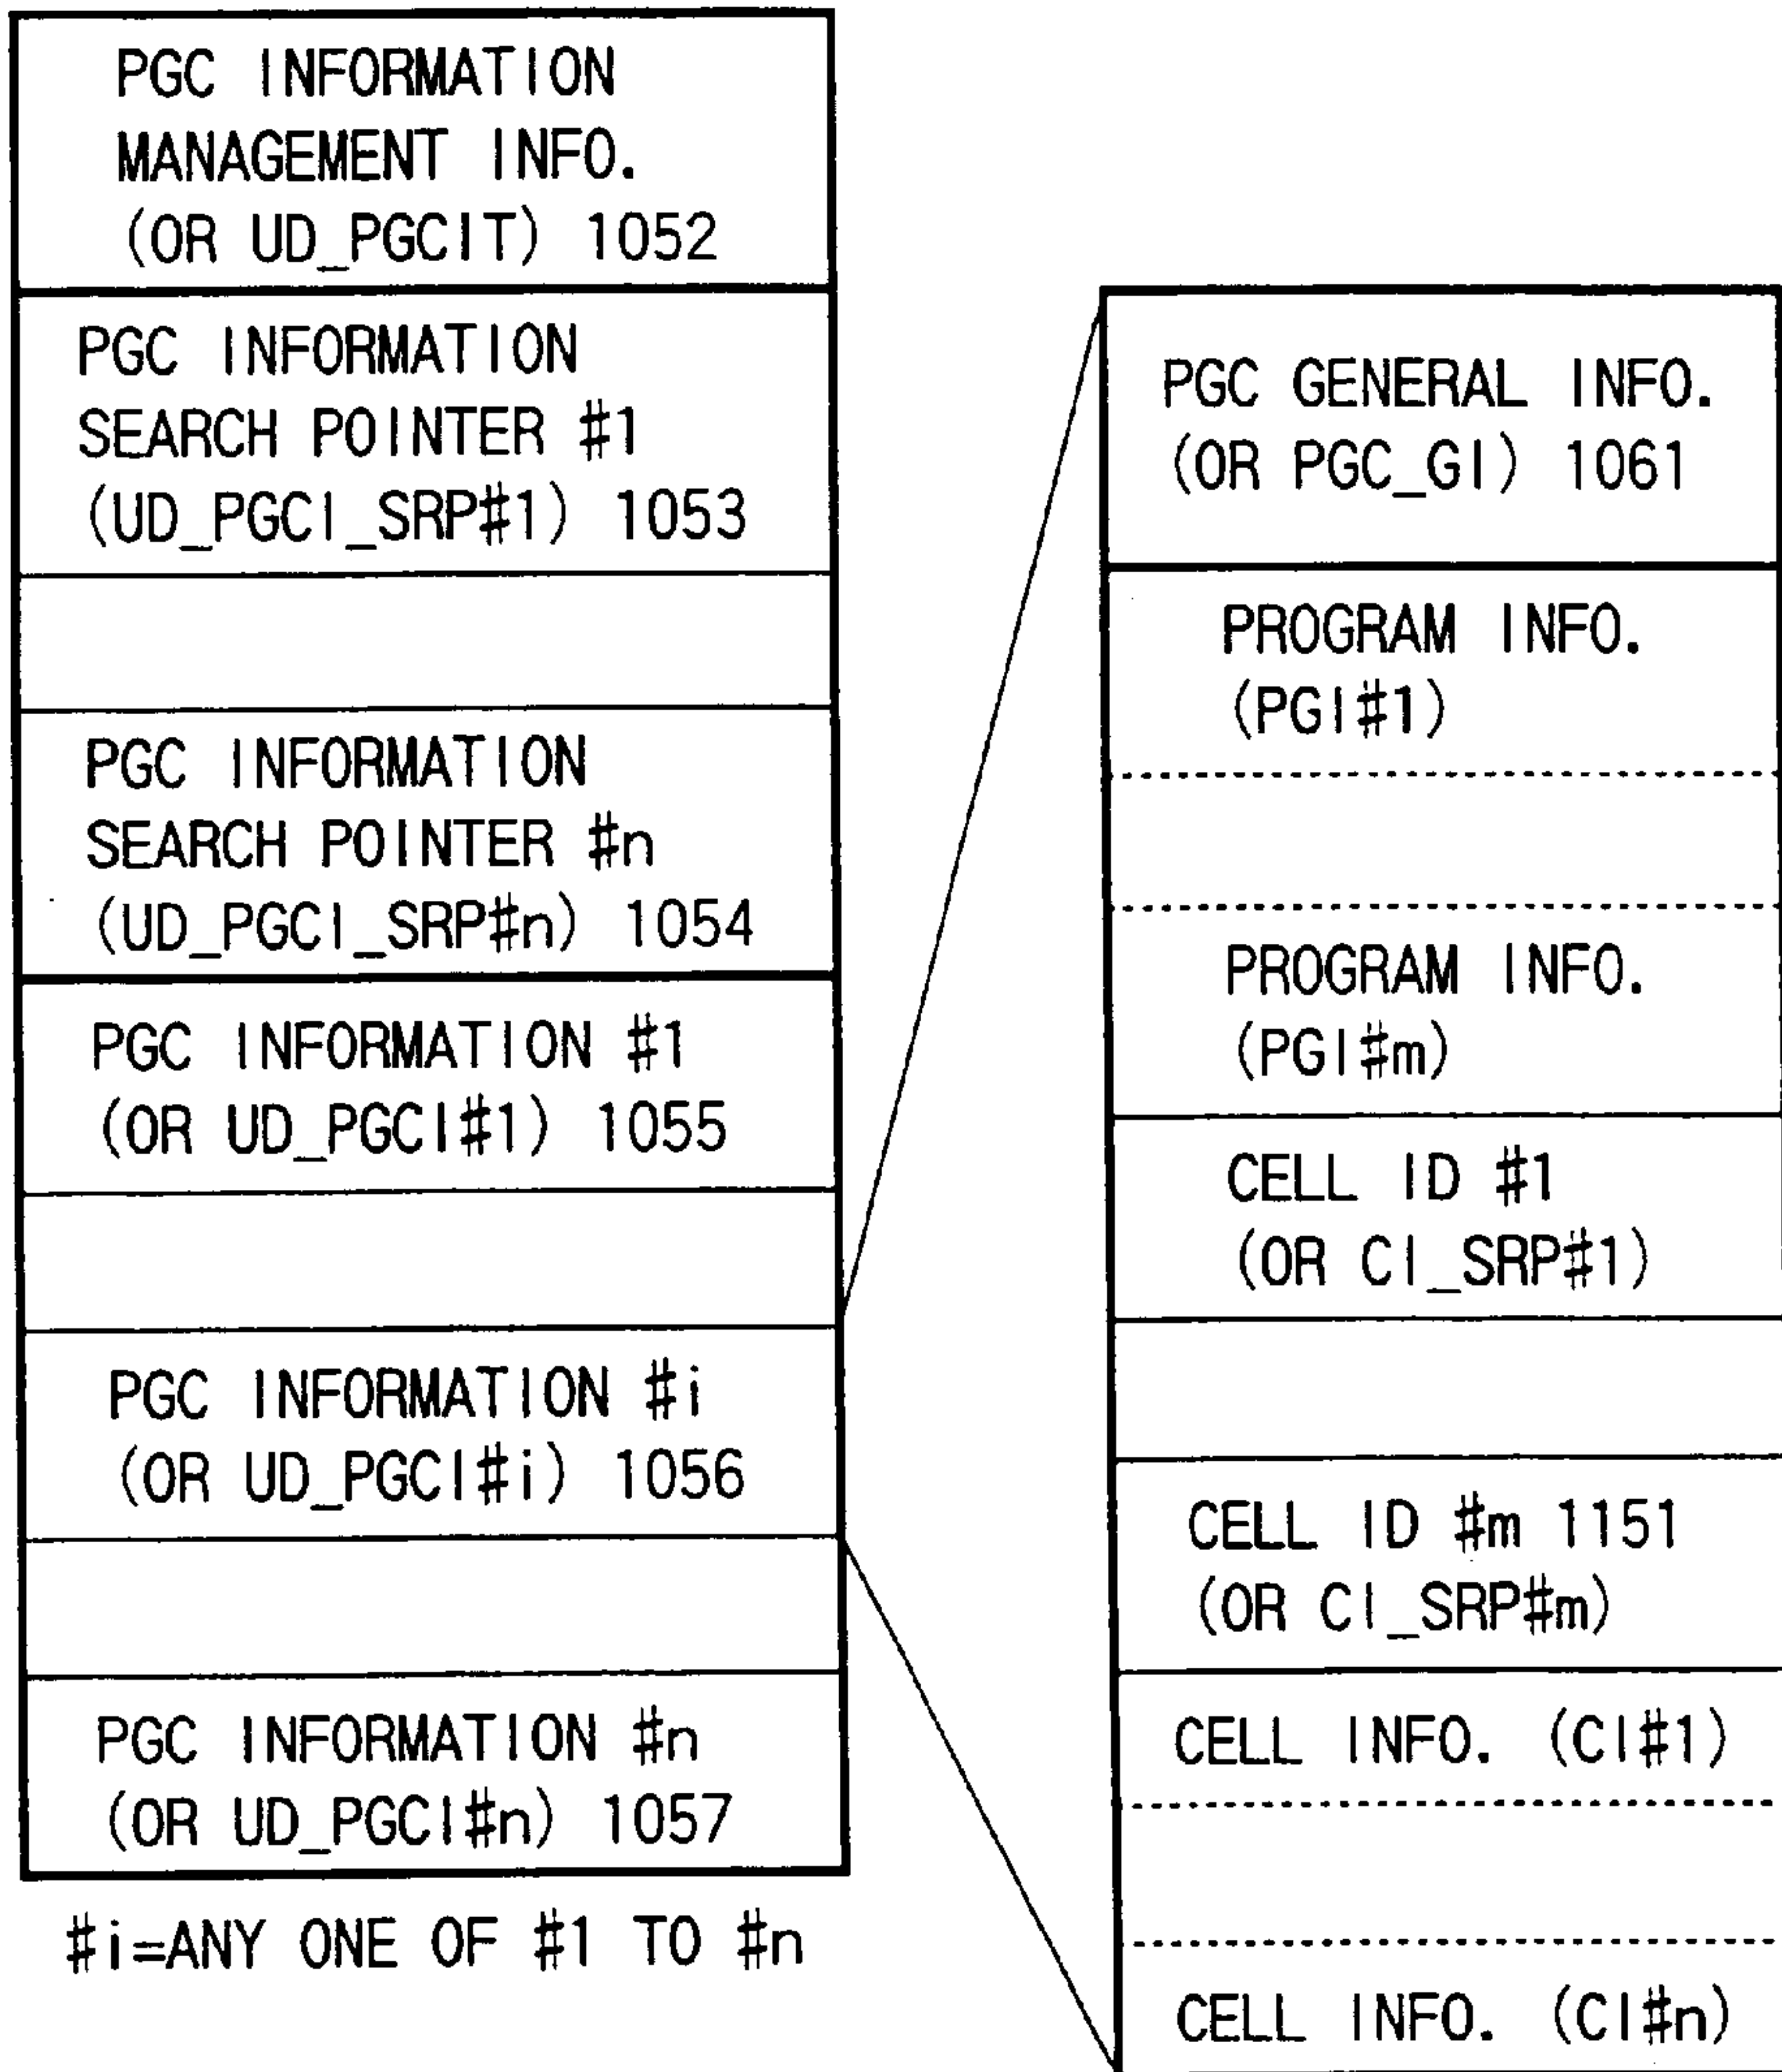 PGC INFORMATION
MANAGEMENT INFO.
(OR UD_PGCIT) 1052
PGC INFORMATION
SEARCH POINTER #1
(UD_PGCI_SRP#1) 1053
PGC INFORMATION
SEARCH POINTER #n
(UD_PGCI_SRP#n) 1054
PGC INFORMATION #1
(OR UD_PGCI#1) 1055
PGC INFORMATION #i
(OR UD_PGCI#i) 1056
PGC INFORMATION #n
(OR UD_PGCI#n) 1057
#i=ANY ONE OF #1 TO #n
PGC GENERAL INFO.
(OR PGC_GI) 1061
PROGRAM INFO.
(PGI#1)
PROGRAM INFO.
(PGI#m)
CELL ID #1
(OR CI_SRP#1)
CELL ID #m 1151
(OR CI_SRP#m)
CELL INFO. (CI#1)
CELL INFO. (CI#n)